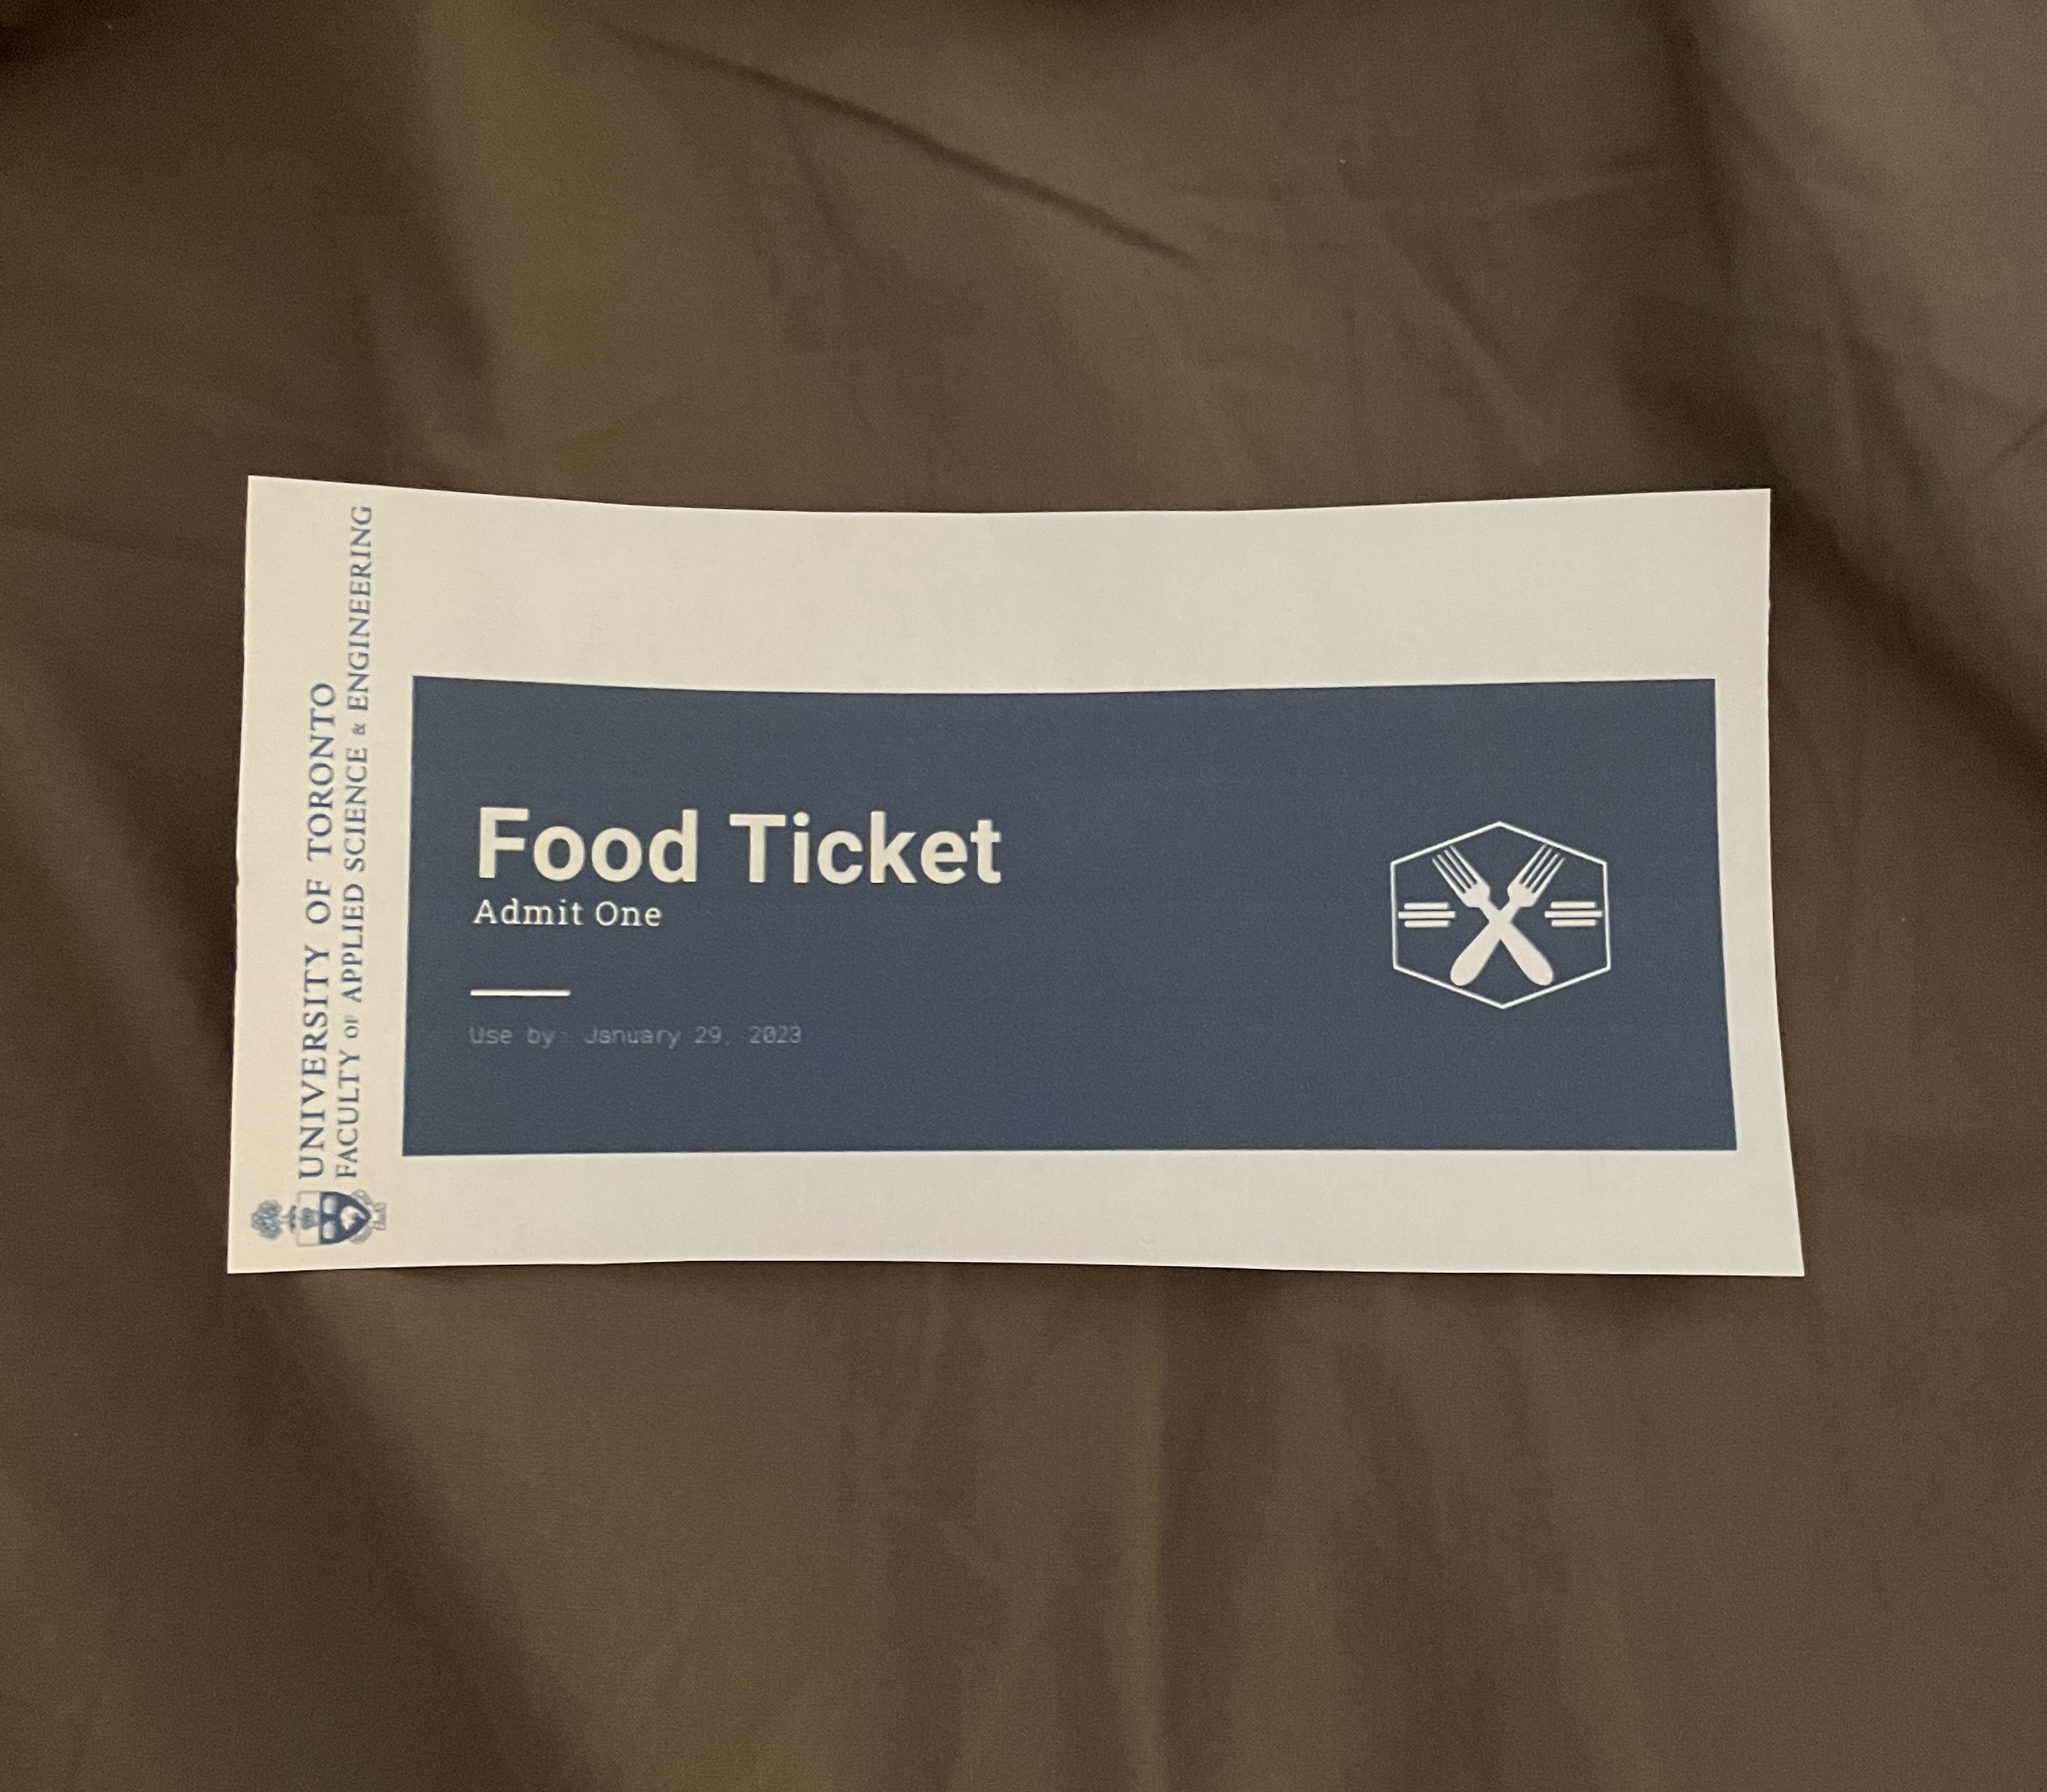 UNIVERSITY OF TORONTO
FACULTY OF APPLIED SCIENCE & ENGINEERING
Food Ticket
Admit One
Use by: January 29, 2023